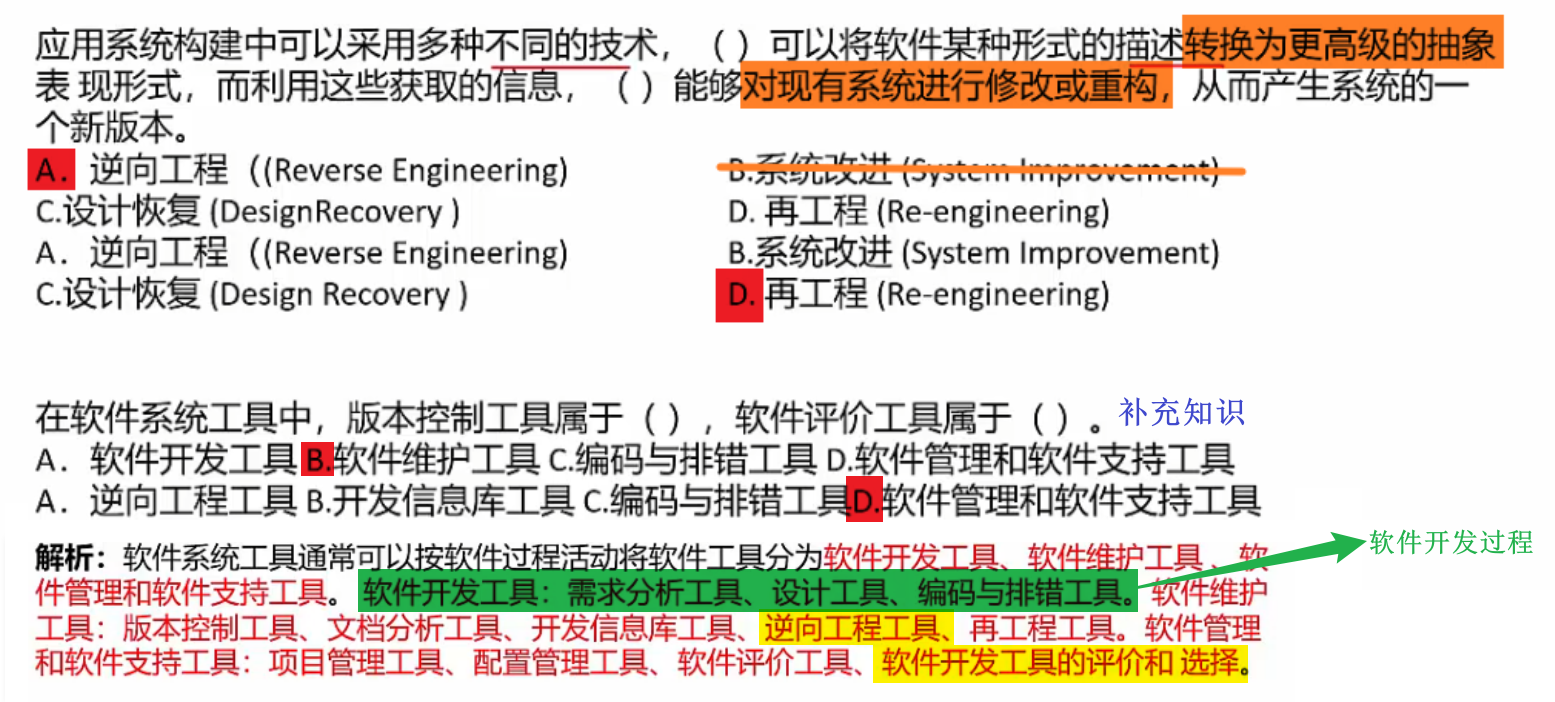 应用系统构建中可以采用多种不同的技术，（ ）可以将软件某种形式的描述转换为更高级的抽象
表 现形式，而利用这些获取的信息，（ ）能够对现有系统进行修改或重构，从而产生系统的一
个新版本。
A．逆向工程（(Reverse Engineering) B.系统改进 (System Improvement)
C.设计恢复 (DesignRecovery ) D. 再工程 (Re-engineering)
A．逆向工程（(Reverse Engineering) B.系统改进 (System Improvement)
C.设计恢复 (Design Recovery ) D. 再工程 (Re-engineering)
在软件系统工具中，版本控制工具属于（ ），软件评价工具属于（ ）。补充知识
A．软件开发工具 B.软件维护工具 C.编码与排错工具 D.软件管理和软件支持工具
A．逆向工程工具 B.开发信息库工具 C.编码与排错工具 D.软件管理和软件支持工具
解析：软件系统工具通常可以按软件过程活动将软件工具分为软件开发工具、软件维护工具、软
软件开发过程
件管理和软件支持工具。软件开发工具：需求分析工具、设计工具、编码与排错工具。软件维护
工具：版本控制工具、文档分析工具、开发信息库工具、逆向工程工具、再工程工具。软件管理
和软件支持工具：项目管理工具、配置管理工具、软件评价工具、软件开发工具的评价和 选择。